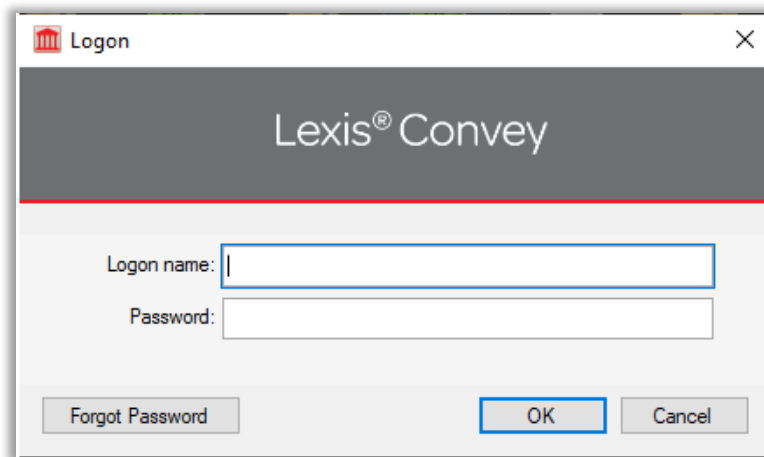 Logon
Lexis® Convey
Logon name:
Password:
Forgot Password OK Cancel